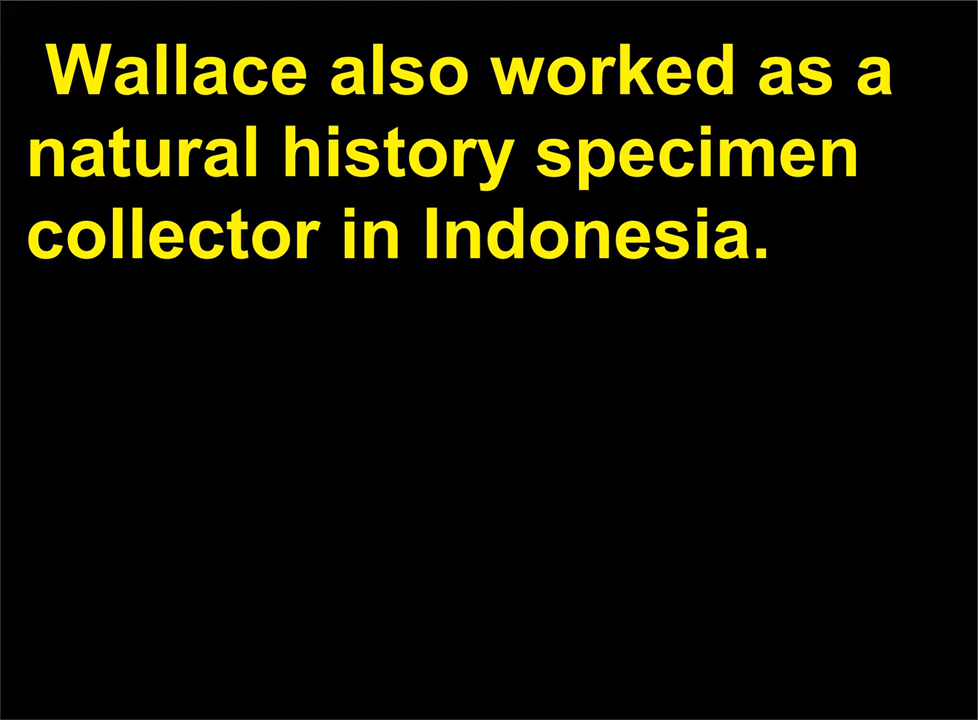 Wallace also worked as a
natural history specimen
collector in Indonesia.